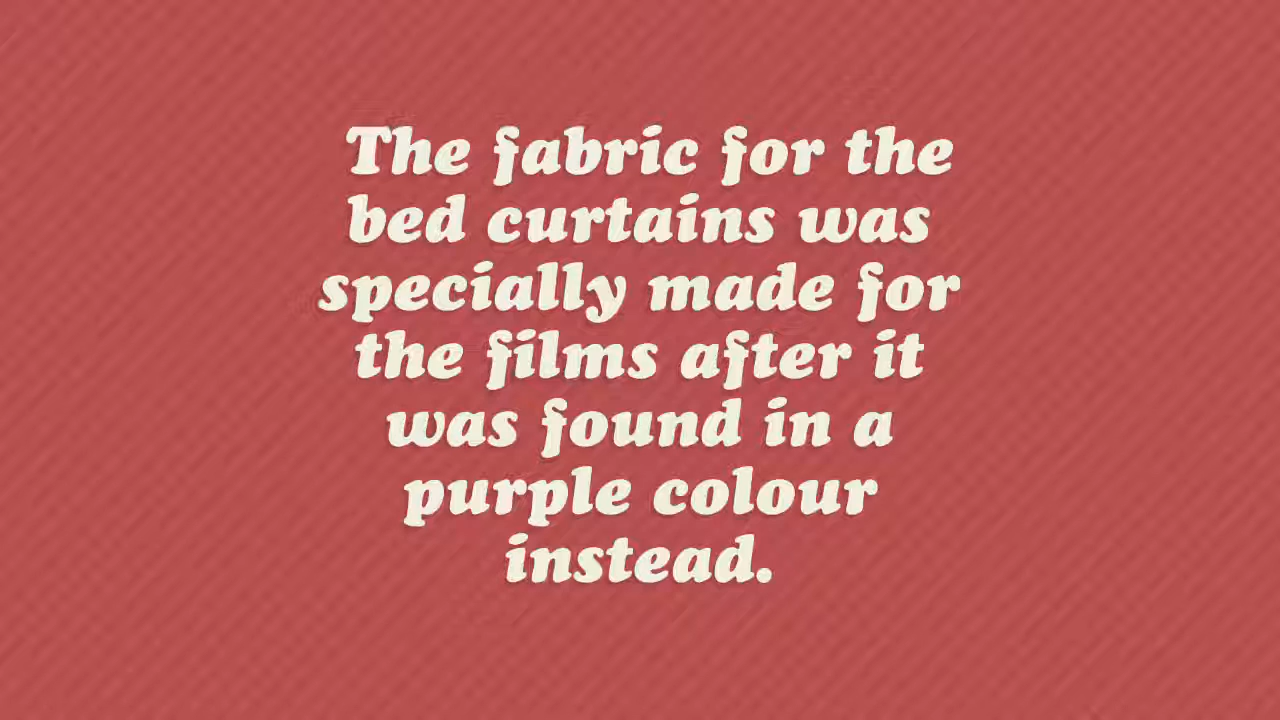 The fabric for the
bed curtains was
specially made for
the films after it
was found in a
purple colour
instead.